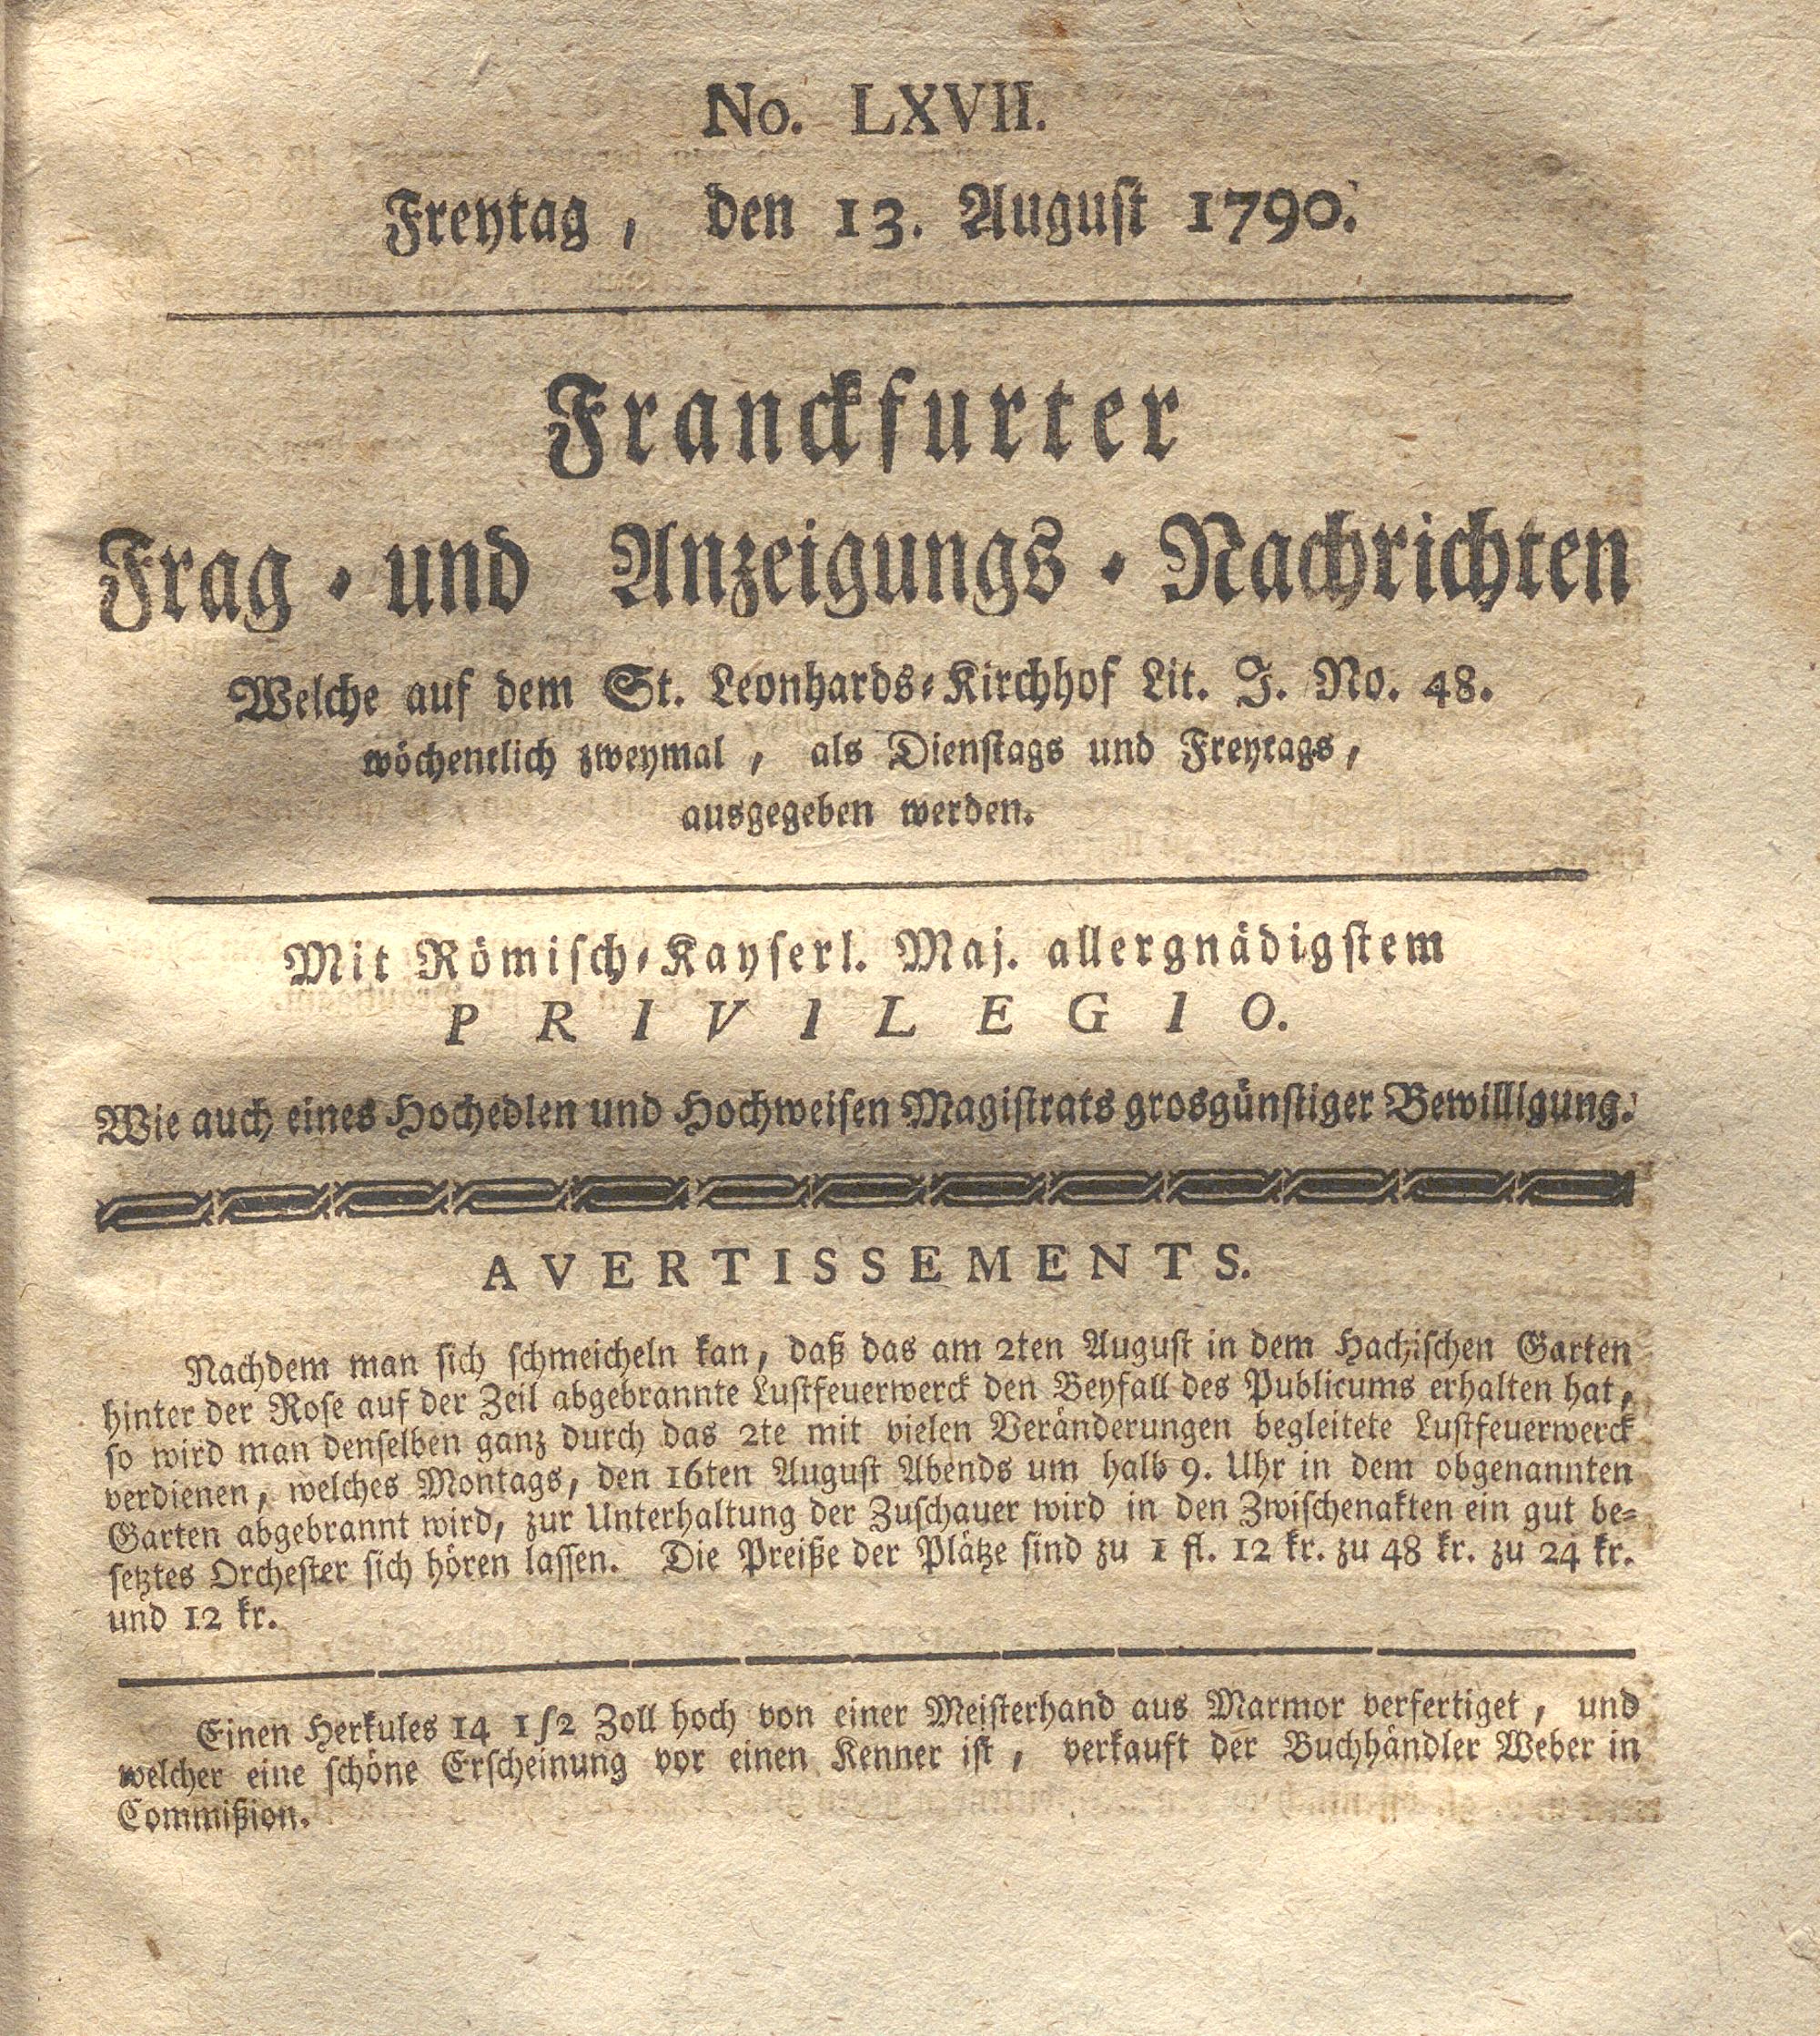 No. LXVII.
Freytag, den 13. August 1790.
Franckfurter
Frag- und Anzeigungs-Nachrichten
Welche auf dem St. Leonhards-Kirchhof Lit. J. No. 48.
wöchentlich zweymal, als Dienstags und Freytags,
ausgegeben werden.
Mit Römisch-Kayserl. Maj. allergnädigstem
PRIVILEGIO.
Wie auch eines Hochedlen und Hochweisen Magistrats grosgünstiger Bewilligung.
AVERTISSEMENTS.
Nachdem man sich schmeicheln kan, daß das am 2ten August in dem Garten
hinter der Rose auf der Zeil abgebrannte Lustfeuerwerck den Beyfall des Publicums erhalten hat,
so wird man denselben ganz durch das 2te mit vielen Veränderungen begleitete Lustfeuerwerck
verdienen, welches Montags, den 16ten August Abends um halb 9. Uhr in dem obgenannten
Garten abgebrannt wird, zur Unterhaltung der Zuschauer wird in den Zwischenakten ein gut be-
setztes Orchester sich hören lassen. Die Preiße der Plätze sind zu 1 fl. 12 kr. zu 48 kr. zu 24 kr.
und 12 kr.
Einen Herkules 14 1/2 Zoll hoch von einer Meisterhand aus Marmor verfertiget, und
welcher eine schöne Erscheinung vor einen Kenner ist, verkauft der Buchhändler Weber in
Commißion.